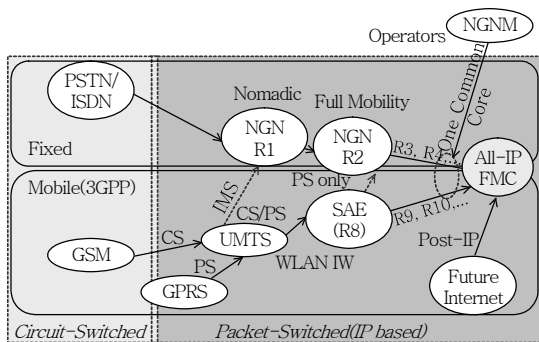 Operators
NGNM
PSTN/
ISDN
Nomadic
Full Mobility
One Common
Core
NGN
R1
NGN
R2
R3, R4,...
Fixed
All-IP
FMC
Mobile(3GPP)
PS only
IMS
CS/PS
SAE
(R8)
R9, R10,...
GSM
CS
UMTS
WLAN IW
Post-IP
PS
GPRS
Future
Internet
Circuit-Switched
Packet-Switched(IP based)